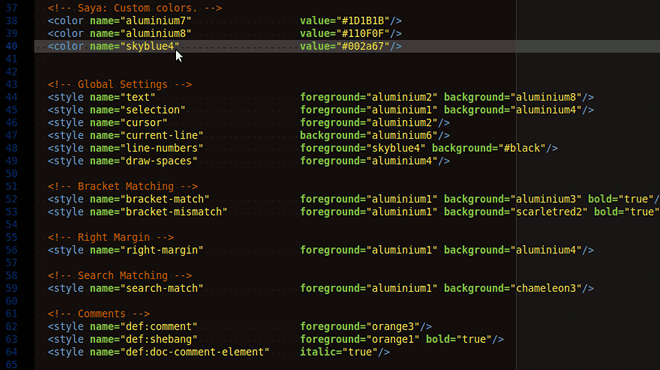 37 <!-- Saya: Custom colors. -->
38 <color name="aluminium7" value="#1D1B1B"/>
39 <color name="aluminium8" value="#110F0F"/>
40 <color name="skyblue4" value="#002a67"/>
41
42
43 <!-- Global Settings -->
44 <style name="text" foreground="aluminium2" background="aluminium8"/>
45 <style name="selection" foreground="aluminium1" background="aluminium4"/>
46 <style name="cursor" foreground="aluminium2"/>
47 <style name="current-line" background="aluminium6"/>
48 <style name="line-numbers" foreground="skyblue4" background="#black"/>
49 <style name="draw-spaces" foreground="aluminium4"/>
50
51 <!-- Bracket Matching -->
52 <style name="bracket-match" foreground="aluminium1" background="aluminium3" bold="true"/
53 <style name="bracket-mismatch" foreground="aluminium1" background="scarletred2" bold="true"
54
55 <!-- Right Margin -->
56 <style name="right-margin" foreground="aluminium1" background="aluminium4"/>
57
58 <!-- Search Matching -->
59 <style name="search-match" foreground="aluminium1" background="chameleon3"/>
60
61 <!-- Comments -->
62 <style name="def:comment" foreground="orange3"/>
63 <style name="def:shebang" foreground="orange1" bold="true"/>
64 <style name="def:doc-comment-element" italic="true"/>
65